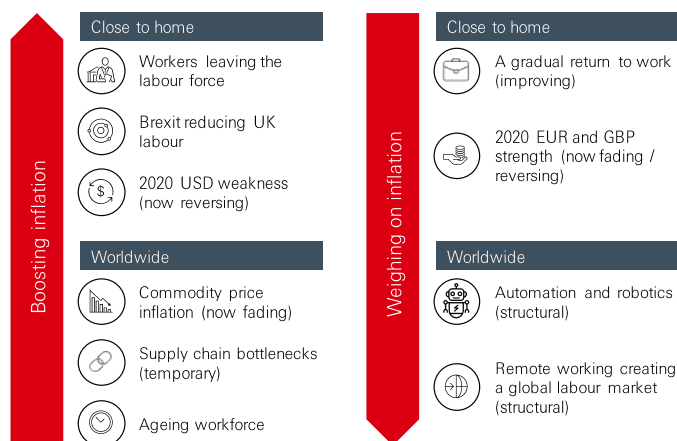 Boosting inflation
Close to home
Workers leaving the
labour force
Brexit reducing UK
labour
2020 USD weakness
(now reversing)
$
Worldwide
Commodity price
inflation (now fading)
Supply chain bottlenecks
(temporary)
Ageing workforce
Weighing on inflation
Close to home
A gradual return to work
(improving)
2020 EUR and GBP
strength (now fading /
reversing)
Worldwide
Automation and robotics
(structural)
Remote working creating
a global labour market
(structural)